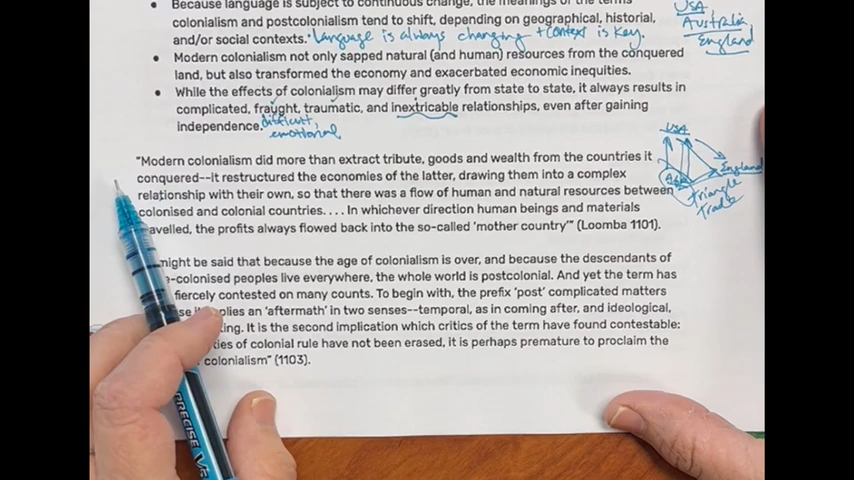 Because language is subject to continuous change, the meanings of the terms
USA
colonialism and postcolonialism tend to shift, depending on geographical, historical,
Australia
and/or social contexts. Language is always changing + context is key.
England
Modern colonialism not only sapped natural (and human) resources from the conquered
land, but also transformed the economy and exacerbated economic inequities.
While the effects of colonialism may differ greatly from state to state, it always results in
complicated, fraught, traumatic, and inextricable relationships, even after gaining
independence. difficult,
emotional
USA
"Modern colonialism did more than extract tribute, goods and wealth from the countries it
England
conquered--it restructured the economies of the latter, drawing them into a complex
relationship with their own, so that there was a flow of human and natural resources between
triangle
trade
colonised and colonial countries. . . . In whichever direction human beings and materials
avelled, the profits always flowed back into the so-called 'mother country'" (Loomba 1101).
might be said that because the age of colonialism is over, and because the descendants of
-colonised peoples live everywhere, the whole world is postcolonial. And yet the term has
fiercely contested on many counts. To begin with, the prefix 'post' complicated matters
se it implies an 'aftermath' in two senses--temporal, as in coming after, and ideological,
ing. It is the second implication which critics of the term have found contestable:
ties of colonial rule have not been erased, it is perhaps premature to proclaim the
colonialism" (1103).
PRECISE V5